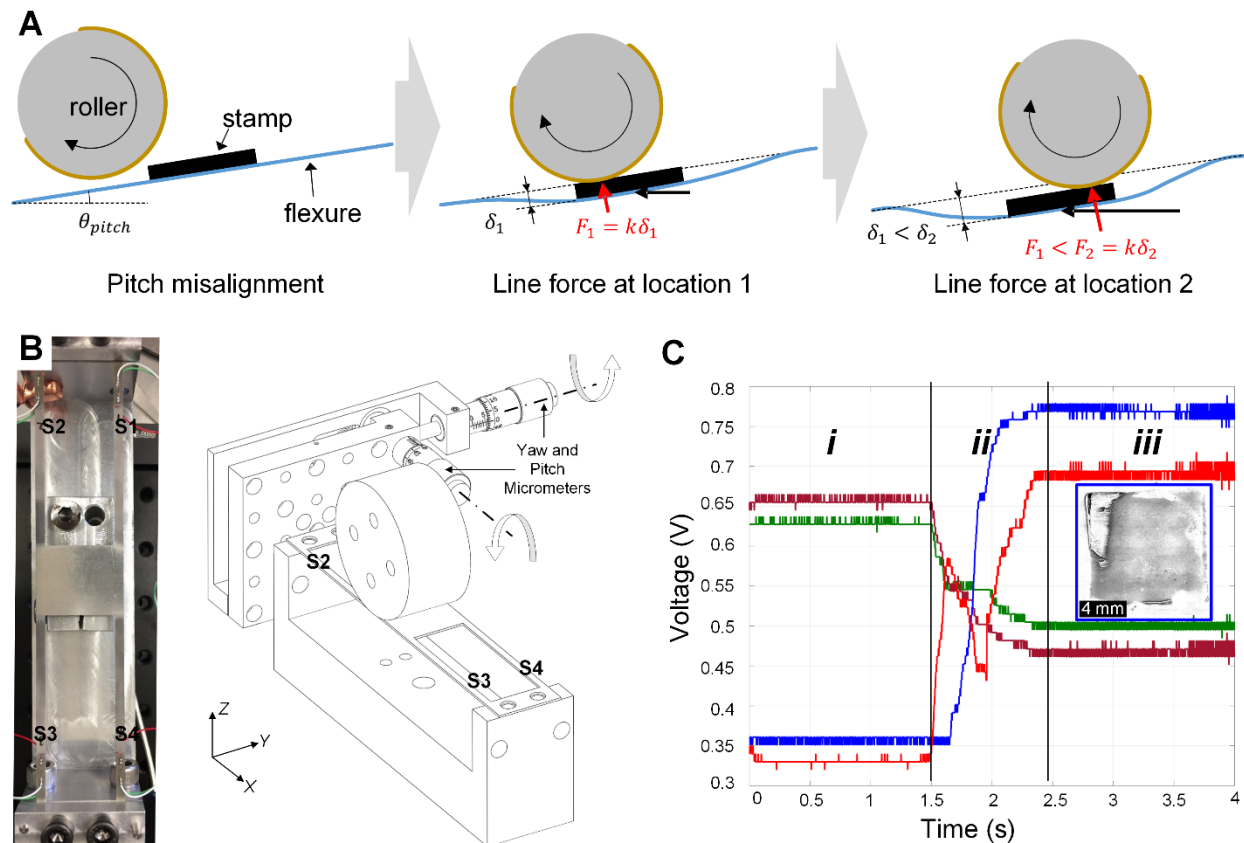 A
roller
stamp
flexure
θpitch
δ₁
F₁ = kδ₁
δ₁ < δ₂
F₁ < F₂ = kδ₂
Pitch misalignment
Line force at location 1
Line force at location 2
B
S2
S1
S3
S4
Yaw and
Pitch
Micrometers
S2
S4
S3
Z
Y
X
C
0.8
0.75
0.7
0.65
0.6
0.55
0.5
0.45
0.4
0.35
0.3
Voltage (V)
i
ii
iii
4 mm
0 0.5 1 1.5 2 2.5 3 3.5 4
Time (s)